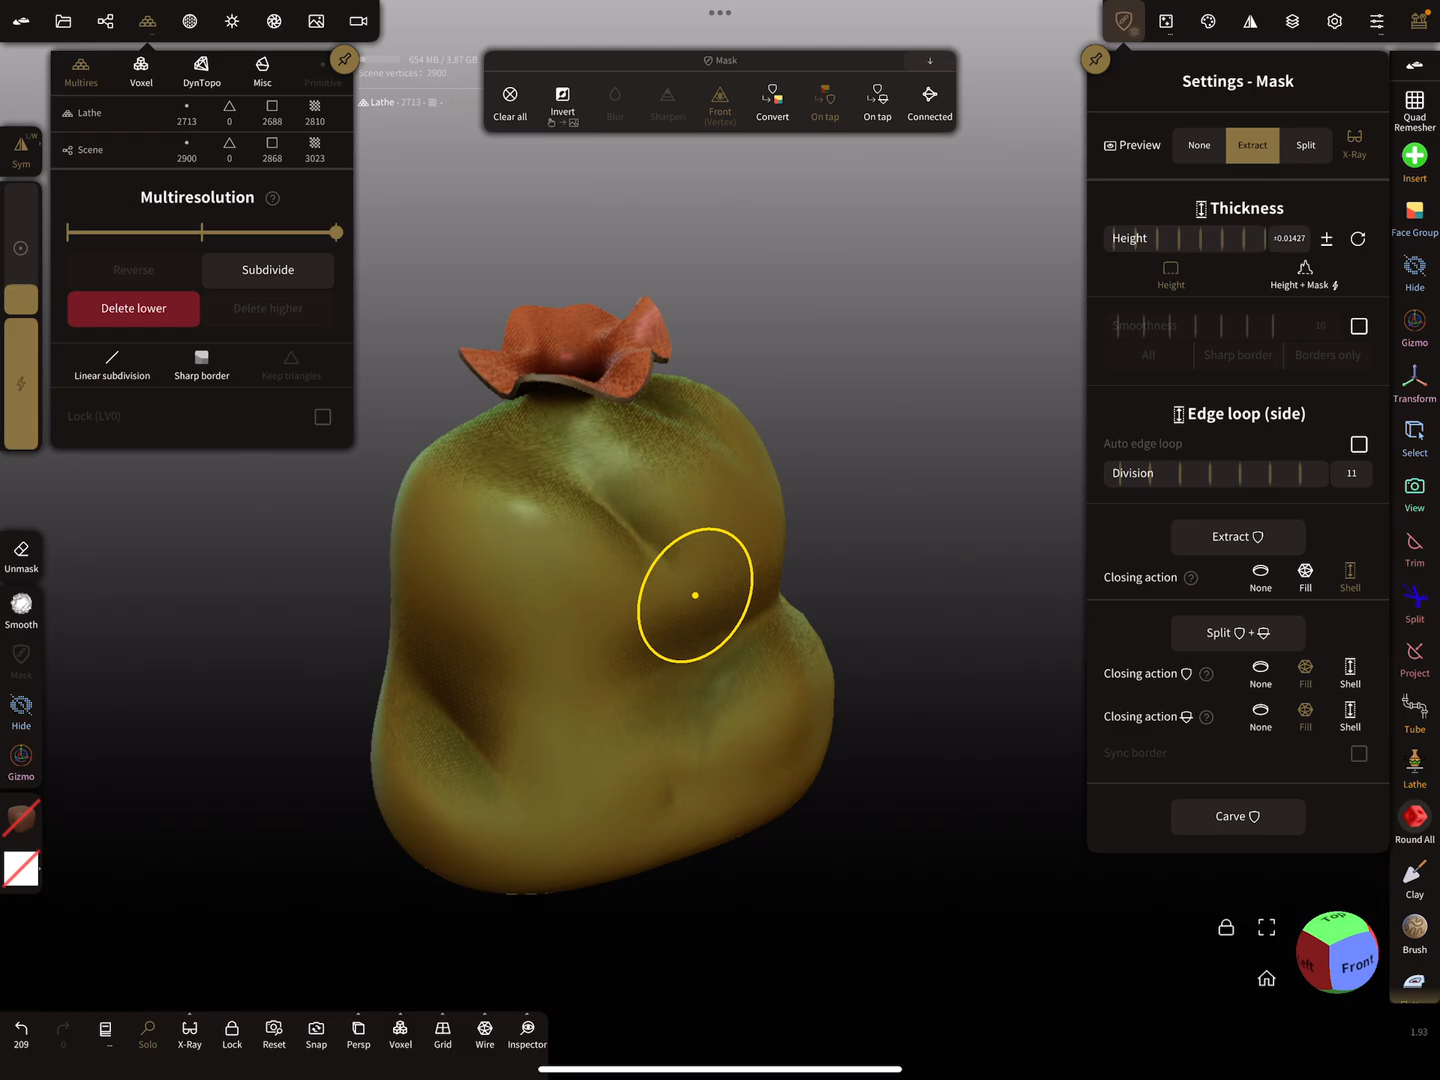 654 MB / 3.87 GB
Scene vertices: 2900
Lathe - 2713 -
Multires
Voxel
DynTopo
Misc
Primitive
Lathe
2713
0
2688
2810
Scene
2900
0
2868
3023
Multiresolution ?
Reverse
Subdivide
Delete lower
Delete higher
Linear subdivision
Sharp border
Keep triangles
Lock (LV0)
L/W
Sym
Mask
Clear all
Invert
Blur
Sharpen
Front
(Vertex)
Convert
On tap
On tap
Connected
Settings - Mask
Preview
None
Extract
Split
X-Ray
Thickness
Height
±0.01427
Height
Height + Mask
Smoothness
10
All
Sharp border
Borders only
Edge loop (side)
Auto edge loop
Division
11
Extract
Closing action ?
None
Fill
Shell
Split +
Closing action ?
None
Fill
Shell
Closing action ?
None
Fill
Shell
Sync border
Carve
Quad
Remesher
Insert
Face Group
Hide
Gizmo
Transform
Select
View
Trim
Split
Project
Tube
Lathe
Round All
Clay
Brush
Unmask
Smooth
Mask
Hide
Gizmo
Top
Front
209
0
...
Solo
X-Ray
Lock
Reset
Snap
Persp
Voxel
Grid
Wire
Inspector
1.93